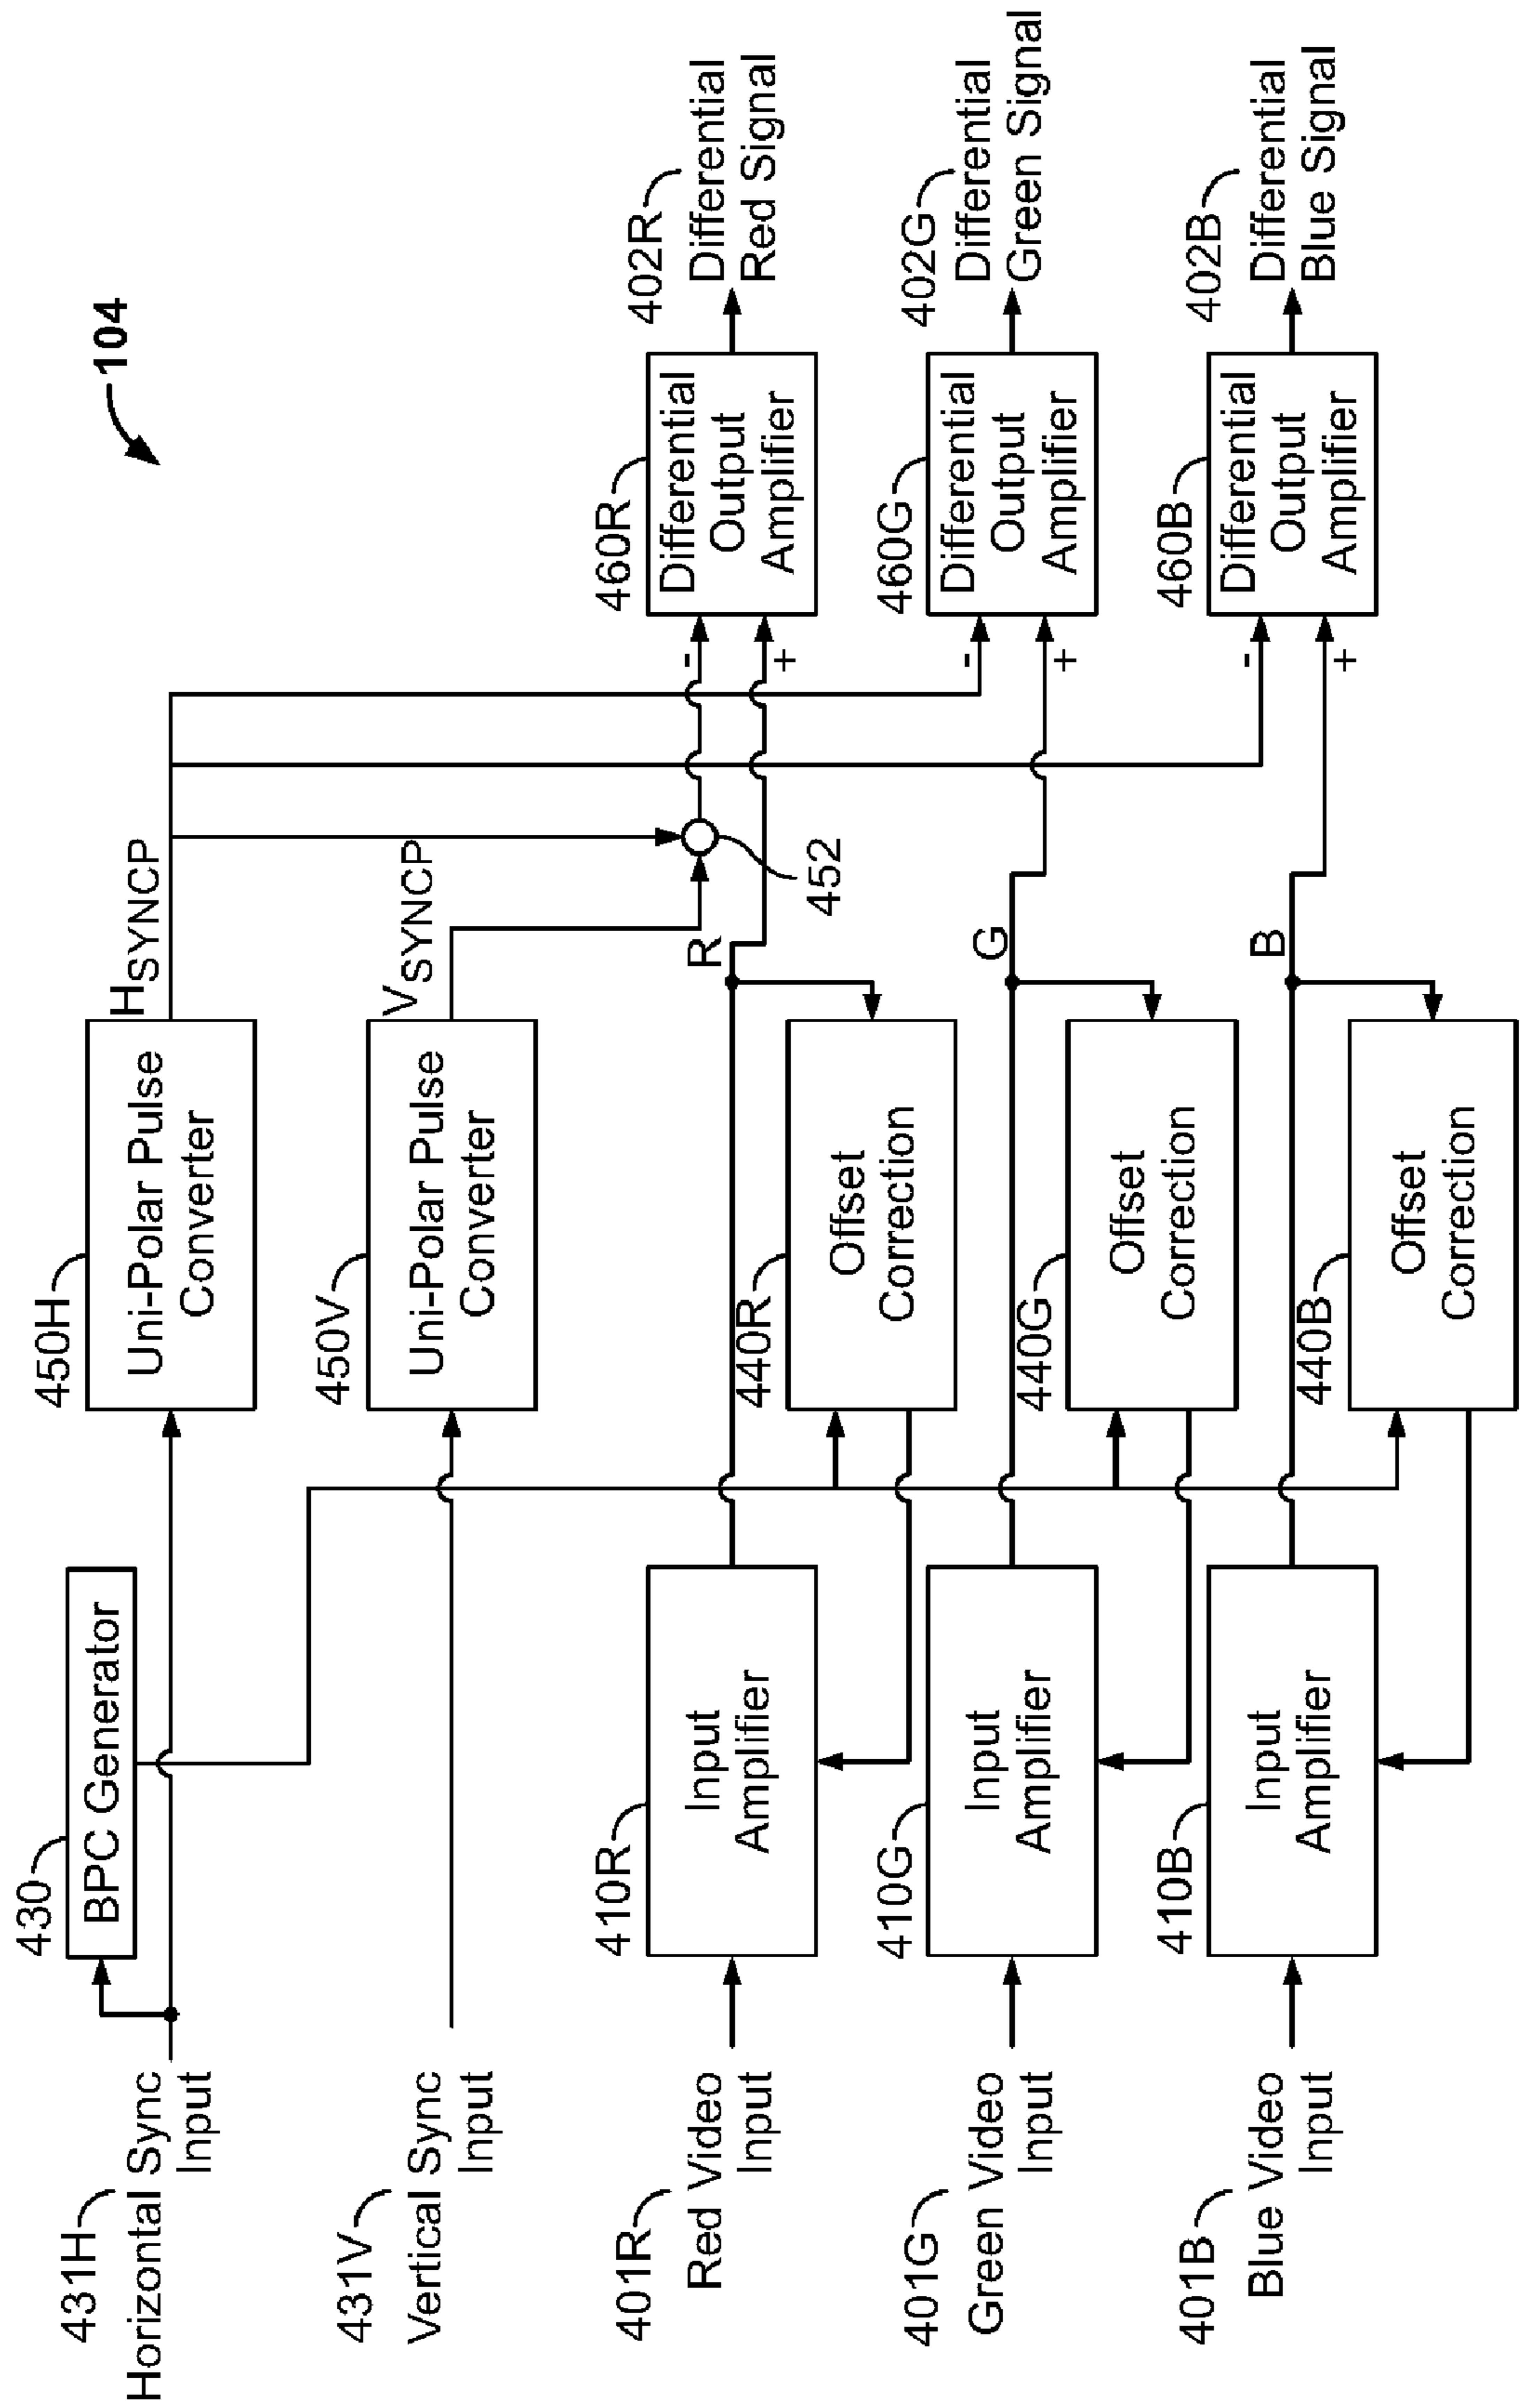 104
431H
Horizontal Sync
Input
430
BPC Generator
450H
Uni-Polar Pulse
Converter
HSYNCP
431V
Vertical Sync
Input
450V
Uni-Polar Pulse
Converter
VSYNCP
452
401R
Red Video
Input
410R
Input
Amplifier
R
440R
Offset
Correction
-
+
460R
Differential
Output
Amplifier
402R
Differential
Red Signal
401G
Green Video
Input
410G
Input
Amplifier
G
440G
Offset
Correction
-
+
460G
Differential
Output
Amplifier
402G
Differential
Green Signal
401B
Blue Video
Input
410B
Input
Amplifier
B
440B
Offset
Correction
-
+
460B
Differential
Output
Amplifier
402B
Differential
Blue Signal